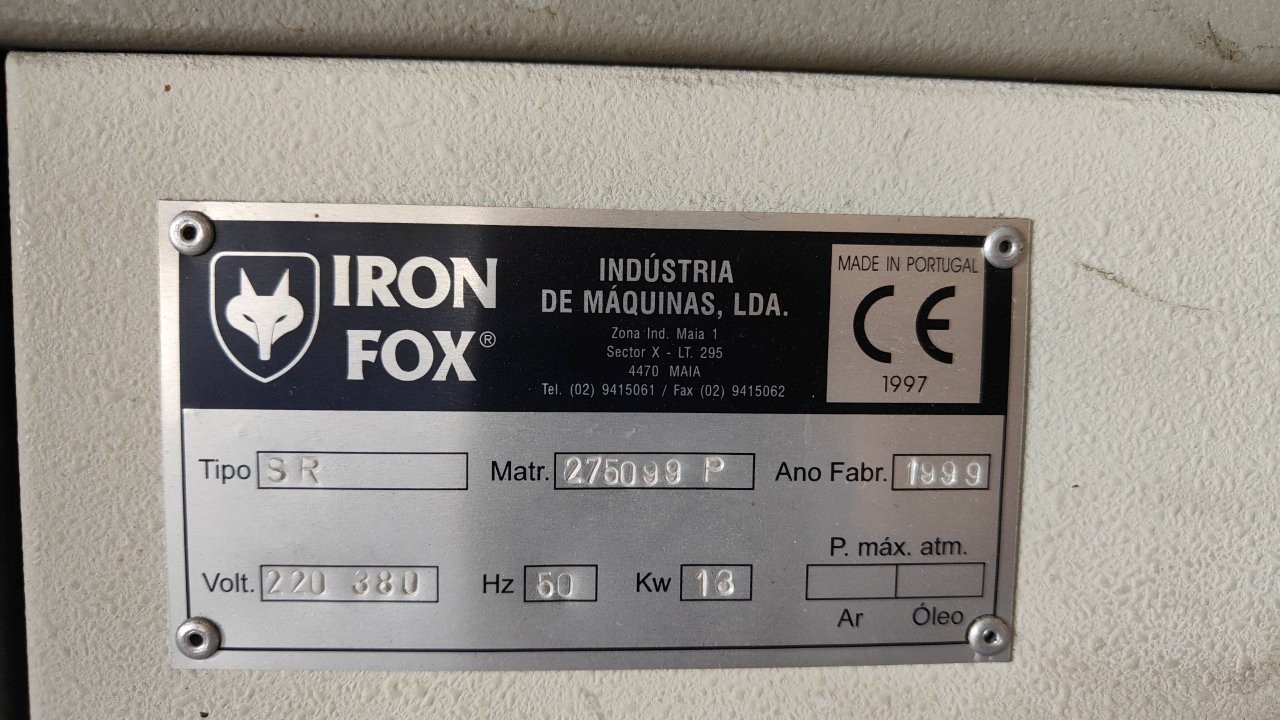 IRON
FOX®
INDÚSTRIA
DE MÁQUINAS, LDA.
Zona Ind. Maia 1
Sector X - LT. 295
4470 MAIA
Tel. (02) 9415061 / Fax (02) 9415062
MADE IN PORTUGAL
CE
1997
Tipo SR Matr. 275099 P Ano Fabr. 1999
P. máx. atm.
Volt. 220 380 Hz 50 Kw 13
Ar Óleo